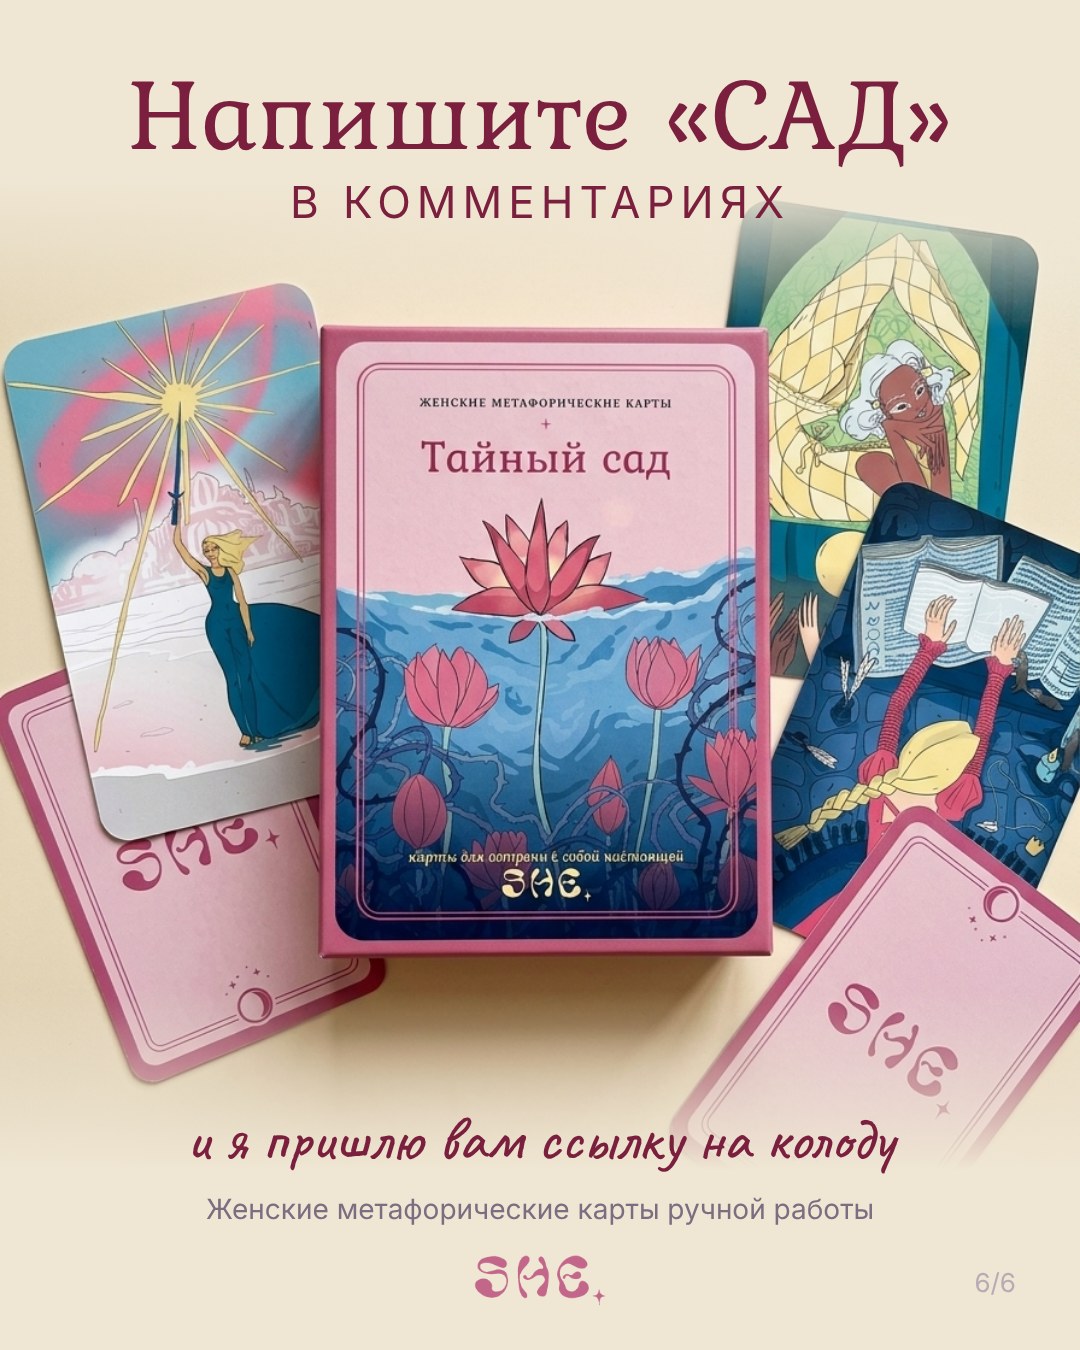 Напишите «САД»
В КОММЕНТАРИЯХ
ЖЕНСКИЕ МЕТАФОРИЧЕСКИЕ КАРТЫ
Тайный сад
SHE
карты для встречи с собой настоящей
SHE
SHE
и я пришлю вам ссылку на колоду
Женские метафорические карты ручной работы
SHE
6/6